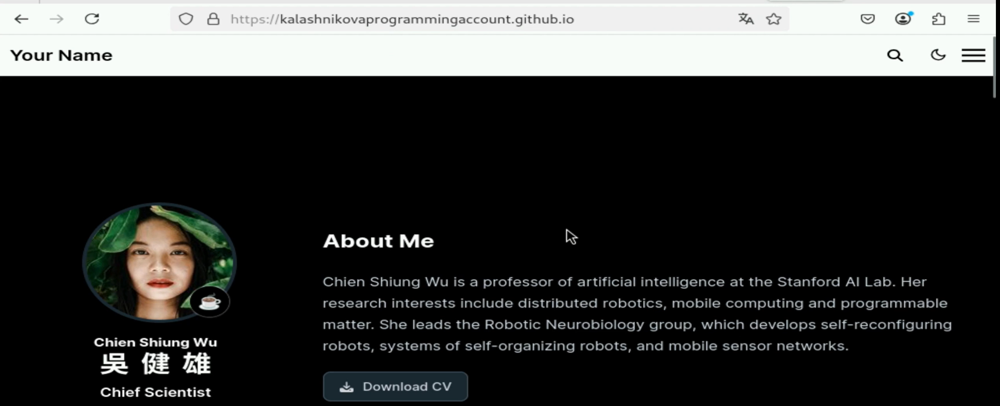 https://kalashnikovaprogrammingaccount.github.io
Your Name
About Me
Chien Shiung Wu is a professor of artificial intelligence at the Stanford AI Lab. Her
research interests include distributed robotics, mobile computing and programmable
matter. She leads the Robotic Neurobiology group, which develops self-reconfiguring
robots, systems of self-organizing robots, and mobile sensor networks.
Download CV
Chien Shiung Wu
吳 健 雄
Chief Scientist